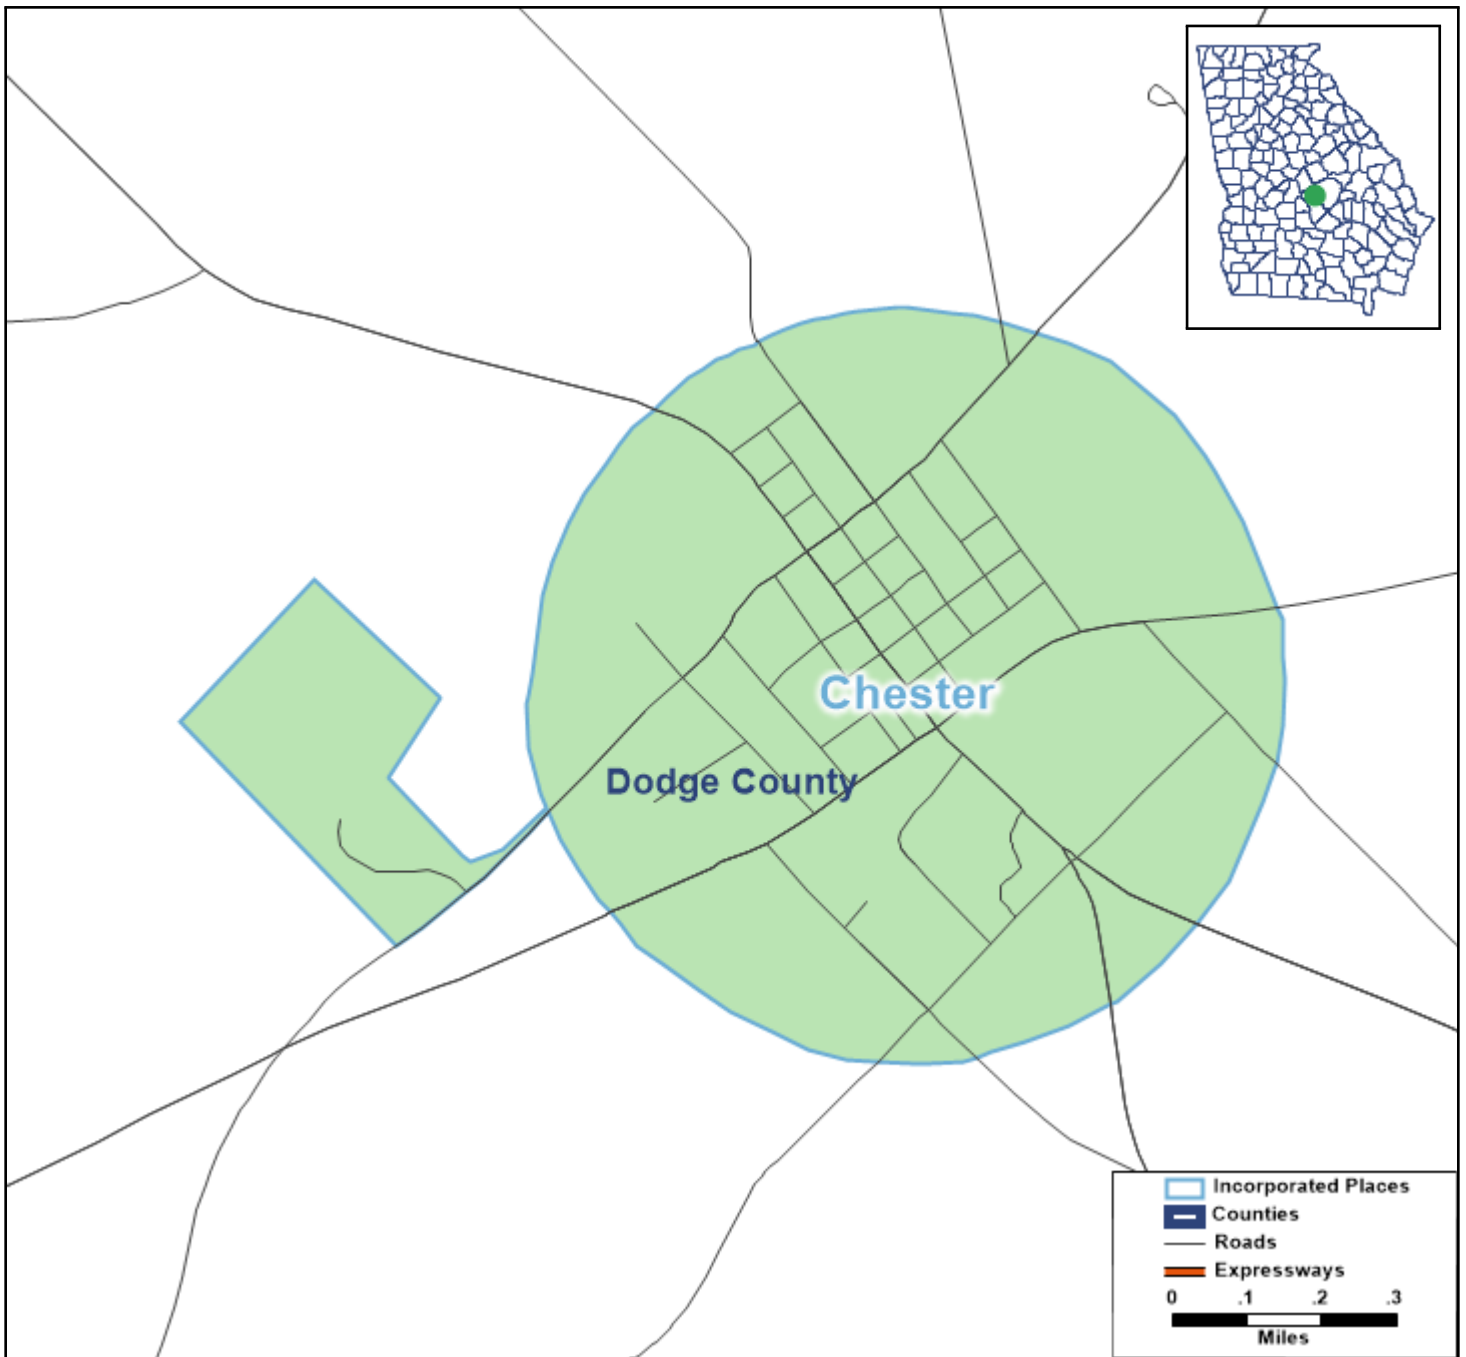 Chester
Dodge County
Incorporated Places
Counties
Roads
Expressways
0 .1 .2 .3
Miles